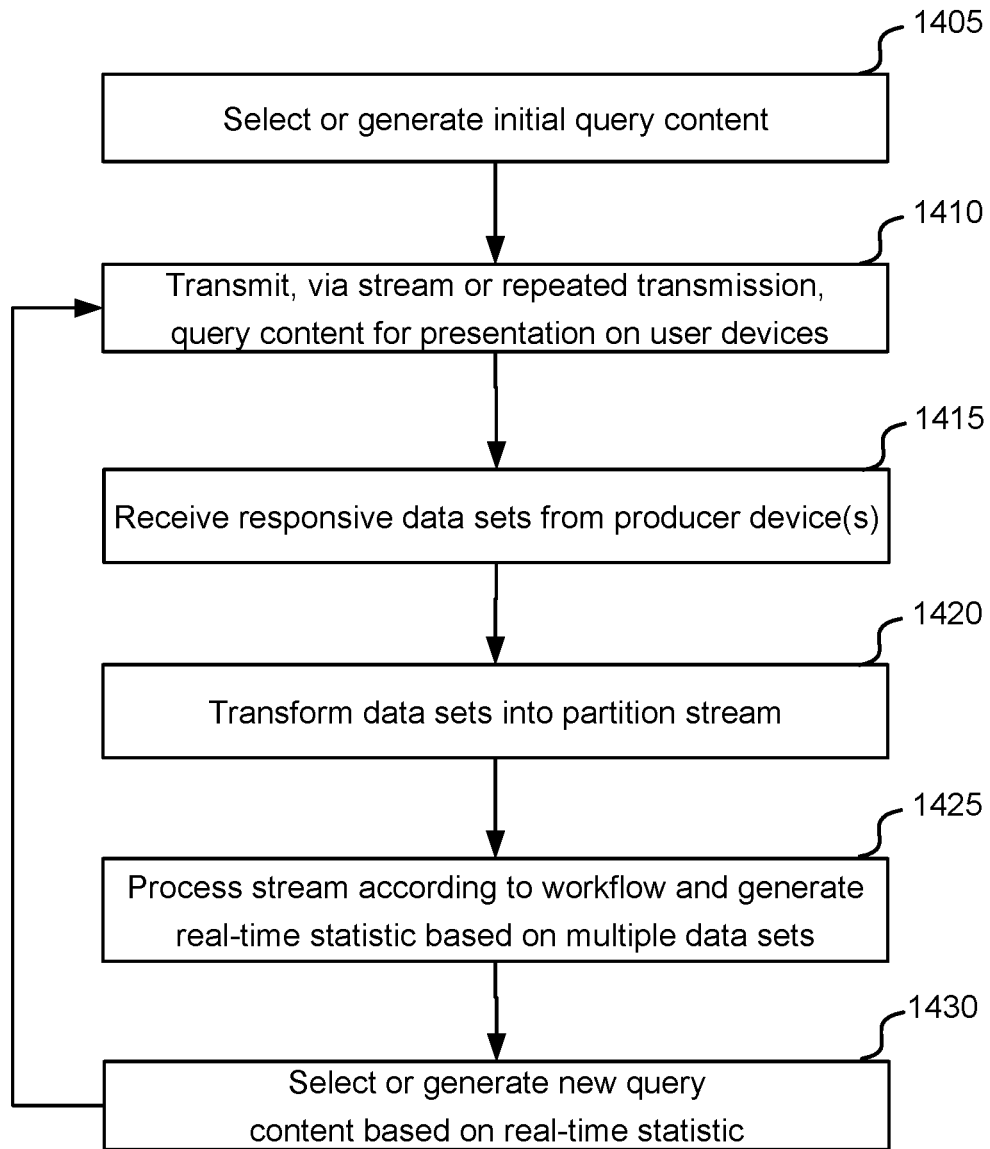 1405
Select or generate initial query content
1410
Transmit, via stream or repeated transmission,
query content for presentation on user devices
1415
Receive responsive data sets from producer device(s)
1420
Transform data sets into partition stream
1425
Process stream according to workflow and generate
real-time statistic based on multiple data sets
1430
Select or generate new query
content based on real-time statistic